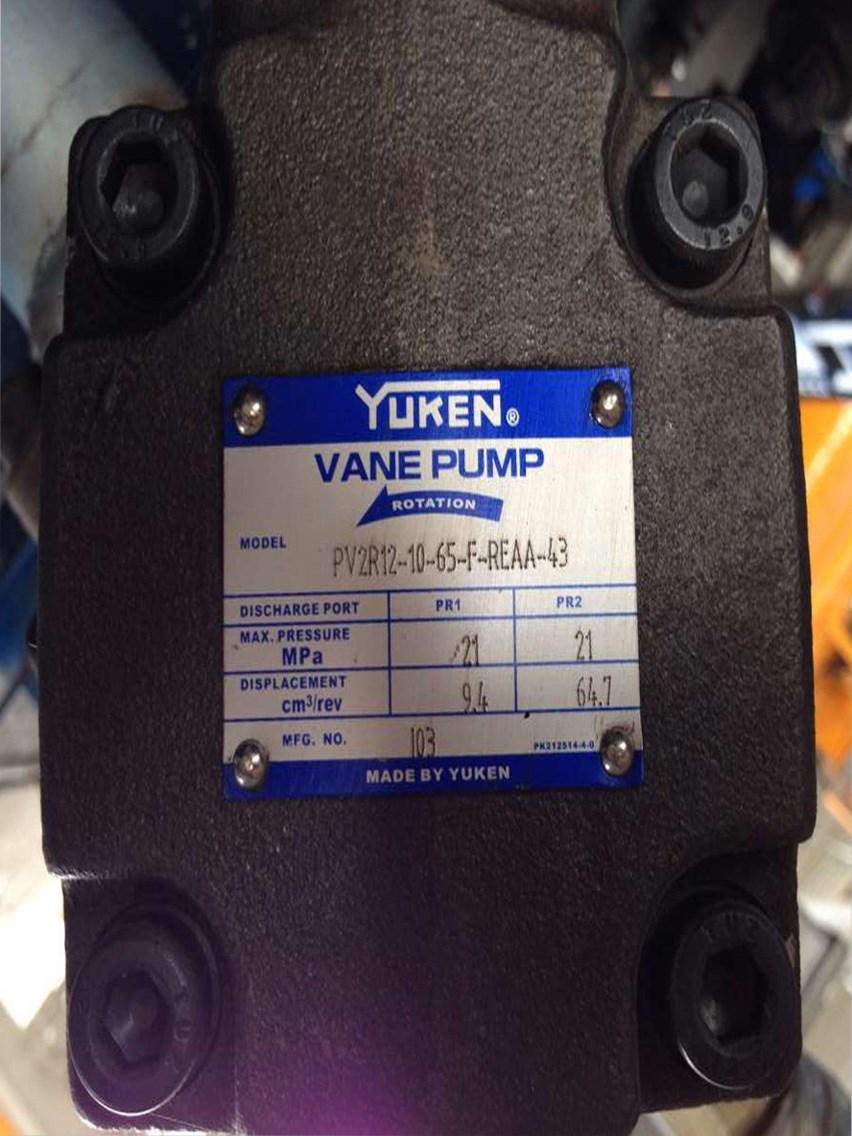 12.9
YUKEN®
VANE PUMP
ROTATION
MODEL PV2R12-10-65-F-REAA-43
DISCHARGE PORT PR1 PR2
MAX. PRESSURE MPa 21 21
DISPLACEMENT cm³/rev 9.4 64.7
MFG. NO. 103 PK212514-4-0
MADE BY YUKEN